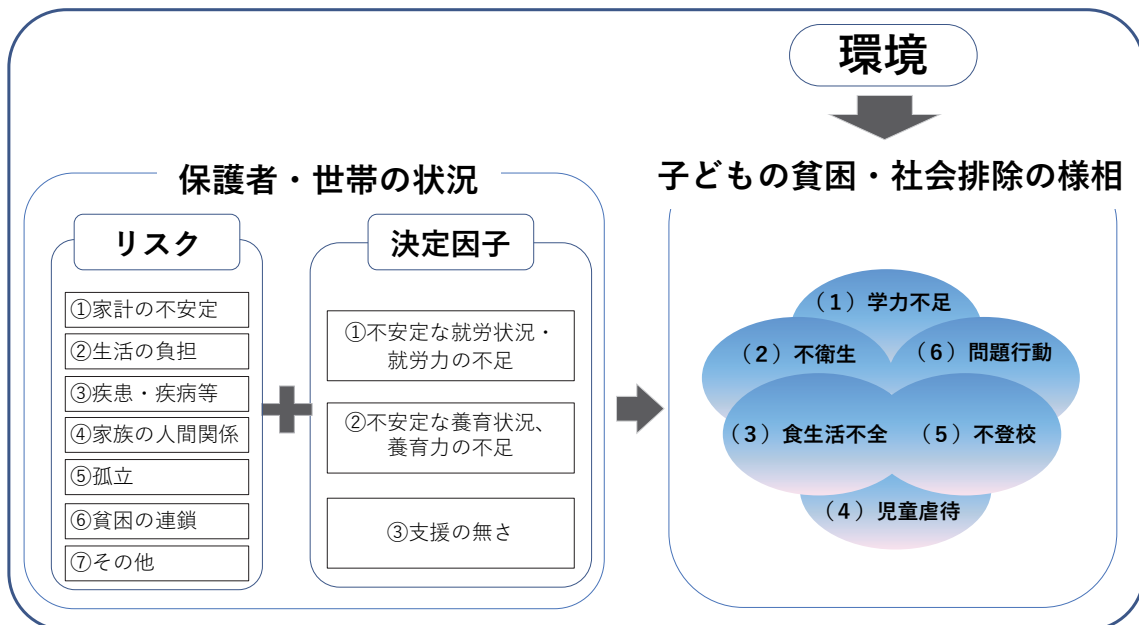 環境
保護者・世帯の状況
リスク
①家計の不安定
②生活の負担
③疾患・疾病等
④家族の人間関係
⑤孤立
⑥貧困の連鎖
⑦その他
決定因子
①不安定な就労状況・
就労力の不足
②不安定な養育状況、
養育力の不足
③支援の無さ
子どもの貧困・社会排除の様相
（１）学力不足
（２）不衛生
（６）問題行動
（３）食生活不全
（５）不登校
（４）児童虐待